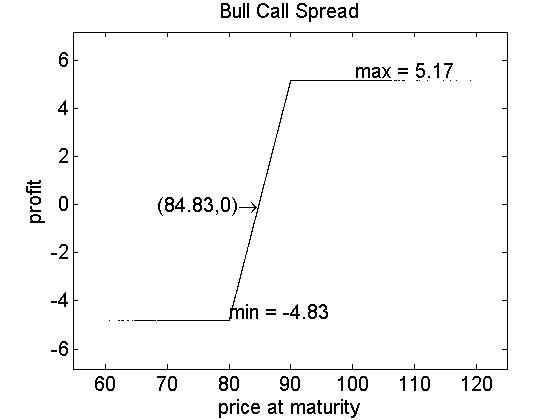 Bull Call Spread
6
max = 5.17
4
2
(84.83,0)
0
-2
-4
min = -4.83
-6
60 70 80 90 100 110 120
price at maturity
profit